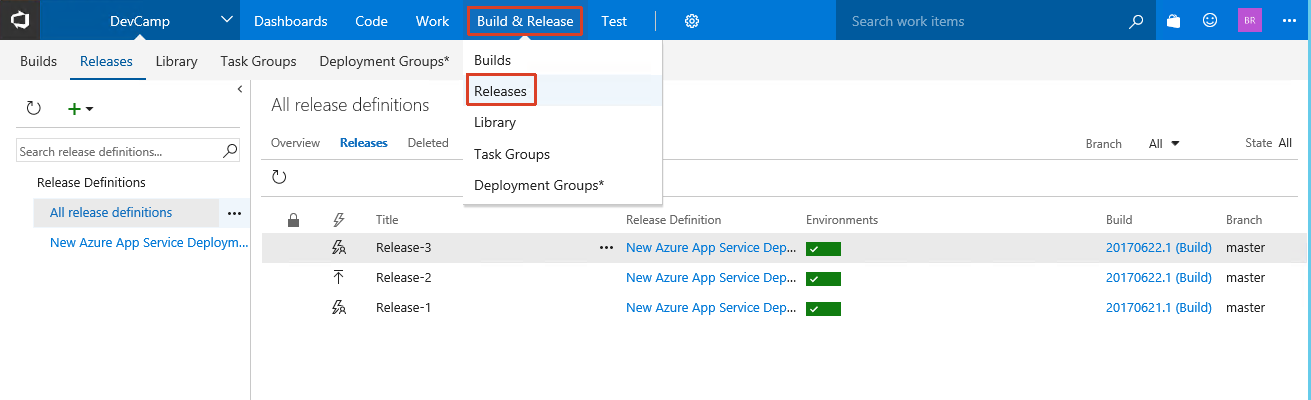 DevCamp Dashboards Code Work Build & Release Test Search work items BR
Builds Releases Library Task Groups Deployment Groups*
Builds
Releases
Library
Task Groups
Deployment Groups*
Search release definitions...
Release Definitions
All release definitions
New Azure App Service Deploym...
All release definitions
Overview Releases Deleted Branch All State All
Title Release Definition Environments Build Branch
Release-3 New Azure App Service Dep... 20170622.1 (Build) master
Release-2 New Azure App Service Dep... 20170622.1 (Build) master
Release-1 New Azure App Service Dep... 20170621.1 (Build) master